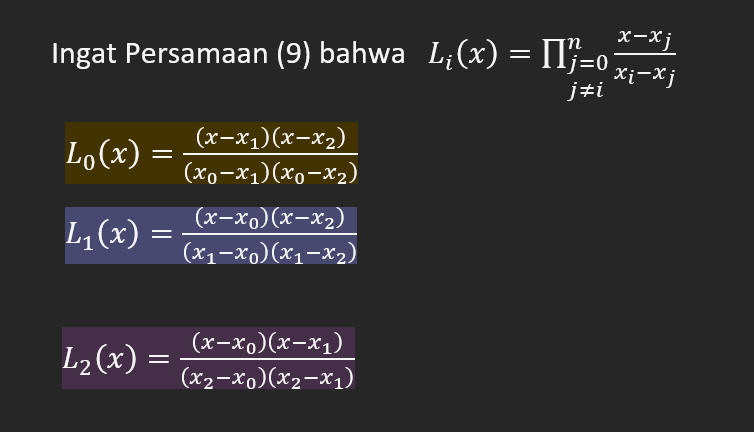 Ingat Persamaan (9) bahwa L_i(x) = ∏_{j=0, j≠i}^{n} (x−x_j)/(x_i−x_j)
L_0(x) = (x−x_1)(x−x_2)/(x_0−x_1)(x_0−x_2)
L_1(x) = (x−x_0)(x−x_2)/(x_1−x_0)(x_1−x_2)
L_2(x) = (x−x_0)(x−x_1)/(x_2−x_0)(x_2−x_1)